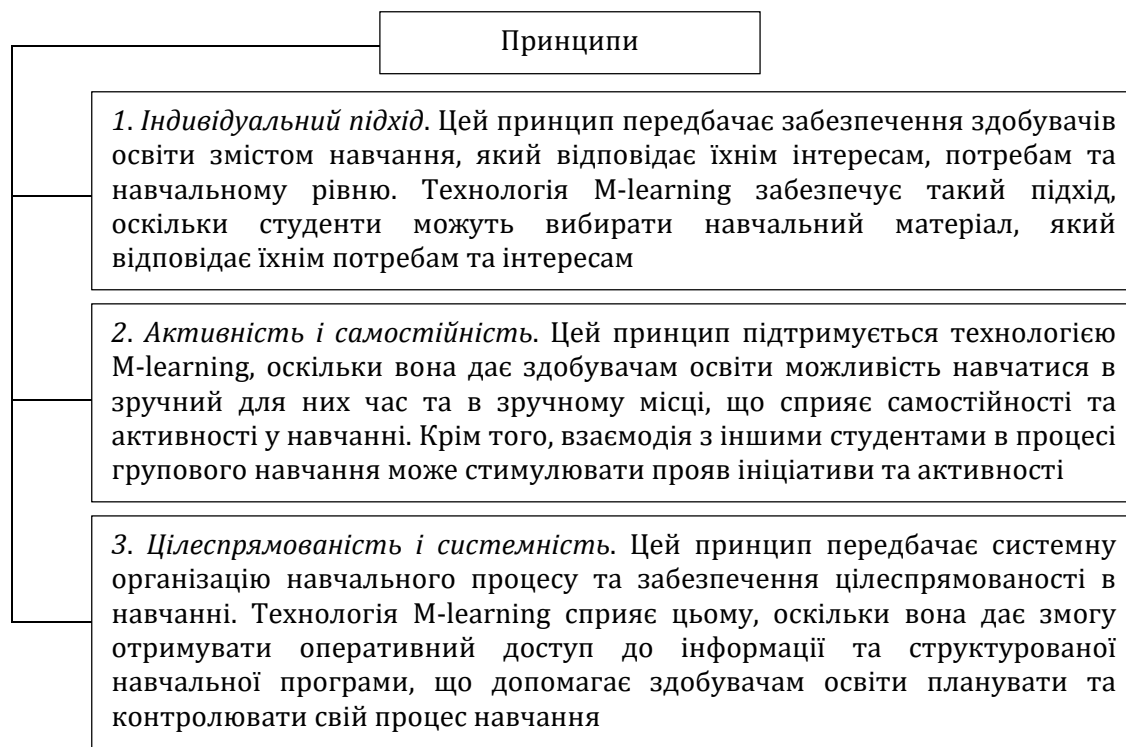 Принципи
1. Індивідуальний підхід. Цей принцип передбачає забезпечення здобувачів
освіти змістом навчання, який відповідає їхнім інтересам, потребам та
навчальному рівню. Технологія M-learning забезпечує такий підхід,
оскільки студенти можуть вибирати навчальний матеріал, який
відповідає їхнім потребам та інтересам
2. Активність і самостійність. Цей принцип підтримується технологією
M-learning, оскільки вона дає здобувачам освіти можливість навчатися в
зручний для них час та в зручному місці, що сприяє самостійності та
активності у навчанні. Крім того, взаємодія з іншими студентами в процесі
групового навчання може стимулювати прояв ініціативи та активності
3. Цілеспрямованість і системність. Цей принцип передбачає системну
організацію навчального процесу та забезпечення цілеспрямованості в
навчанні. Технологія M-learning сприяє цьому, оскільки вона дає змогу
отримувати оперативний доступ до інформації та структурованої
навчальної програми, що допомагає здобувачам освіти планувати та
контролювати свій процес навчання